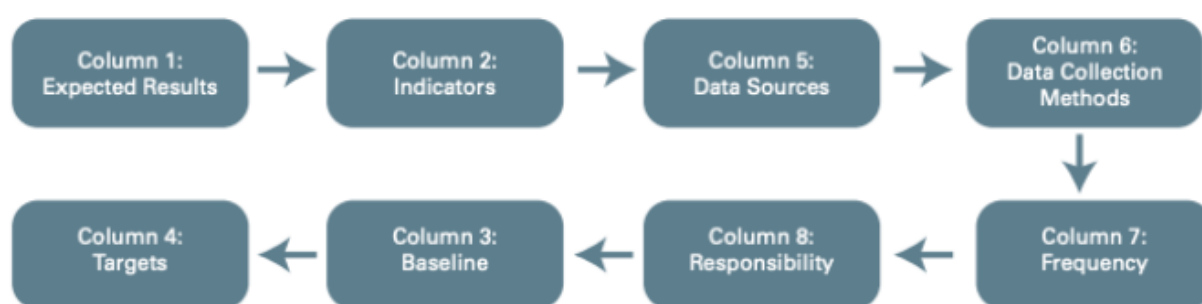 Column 1:
Expected Results
Column 2:
Indicators
Column 5:
Data Sources
Column 6:
Data Collection
Methods
Column 7:
Frequency
Column 8:
Responsibility
Column 3:
Baseline
Column 4:
Targets